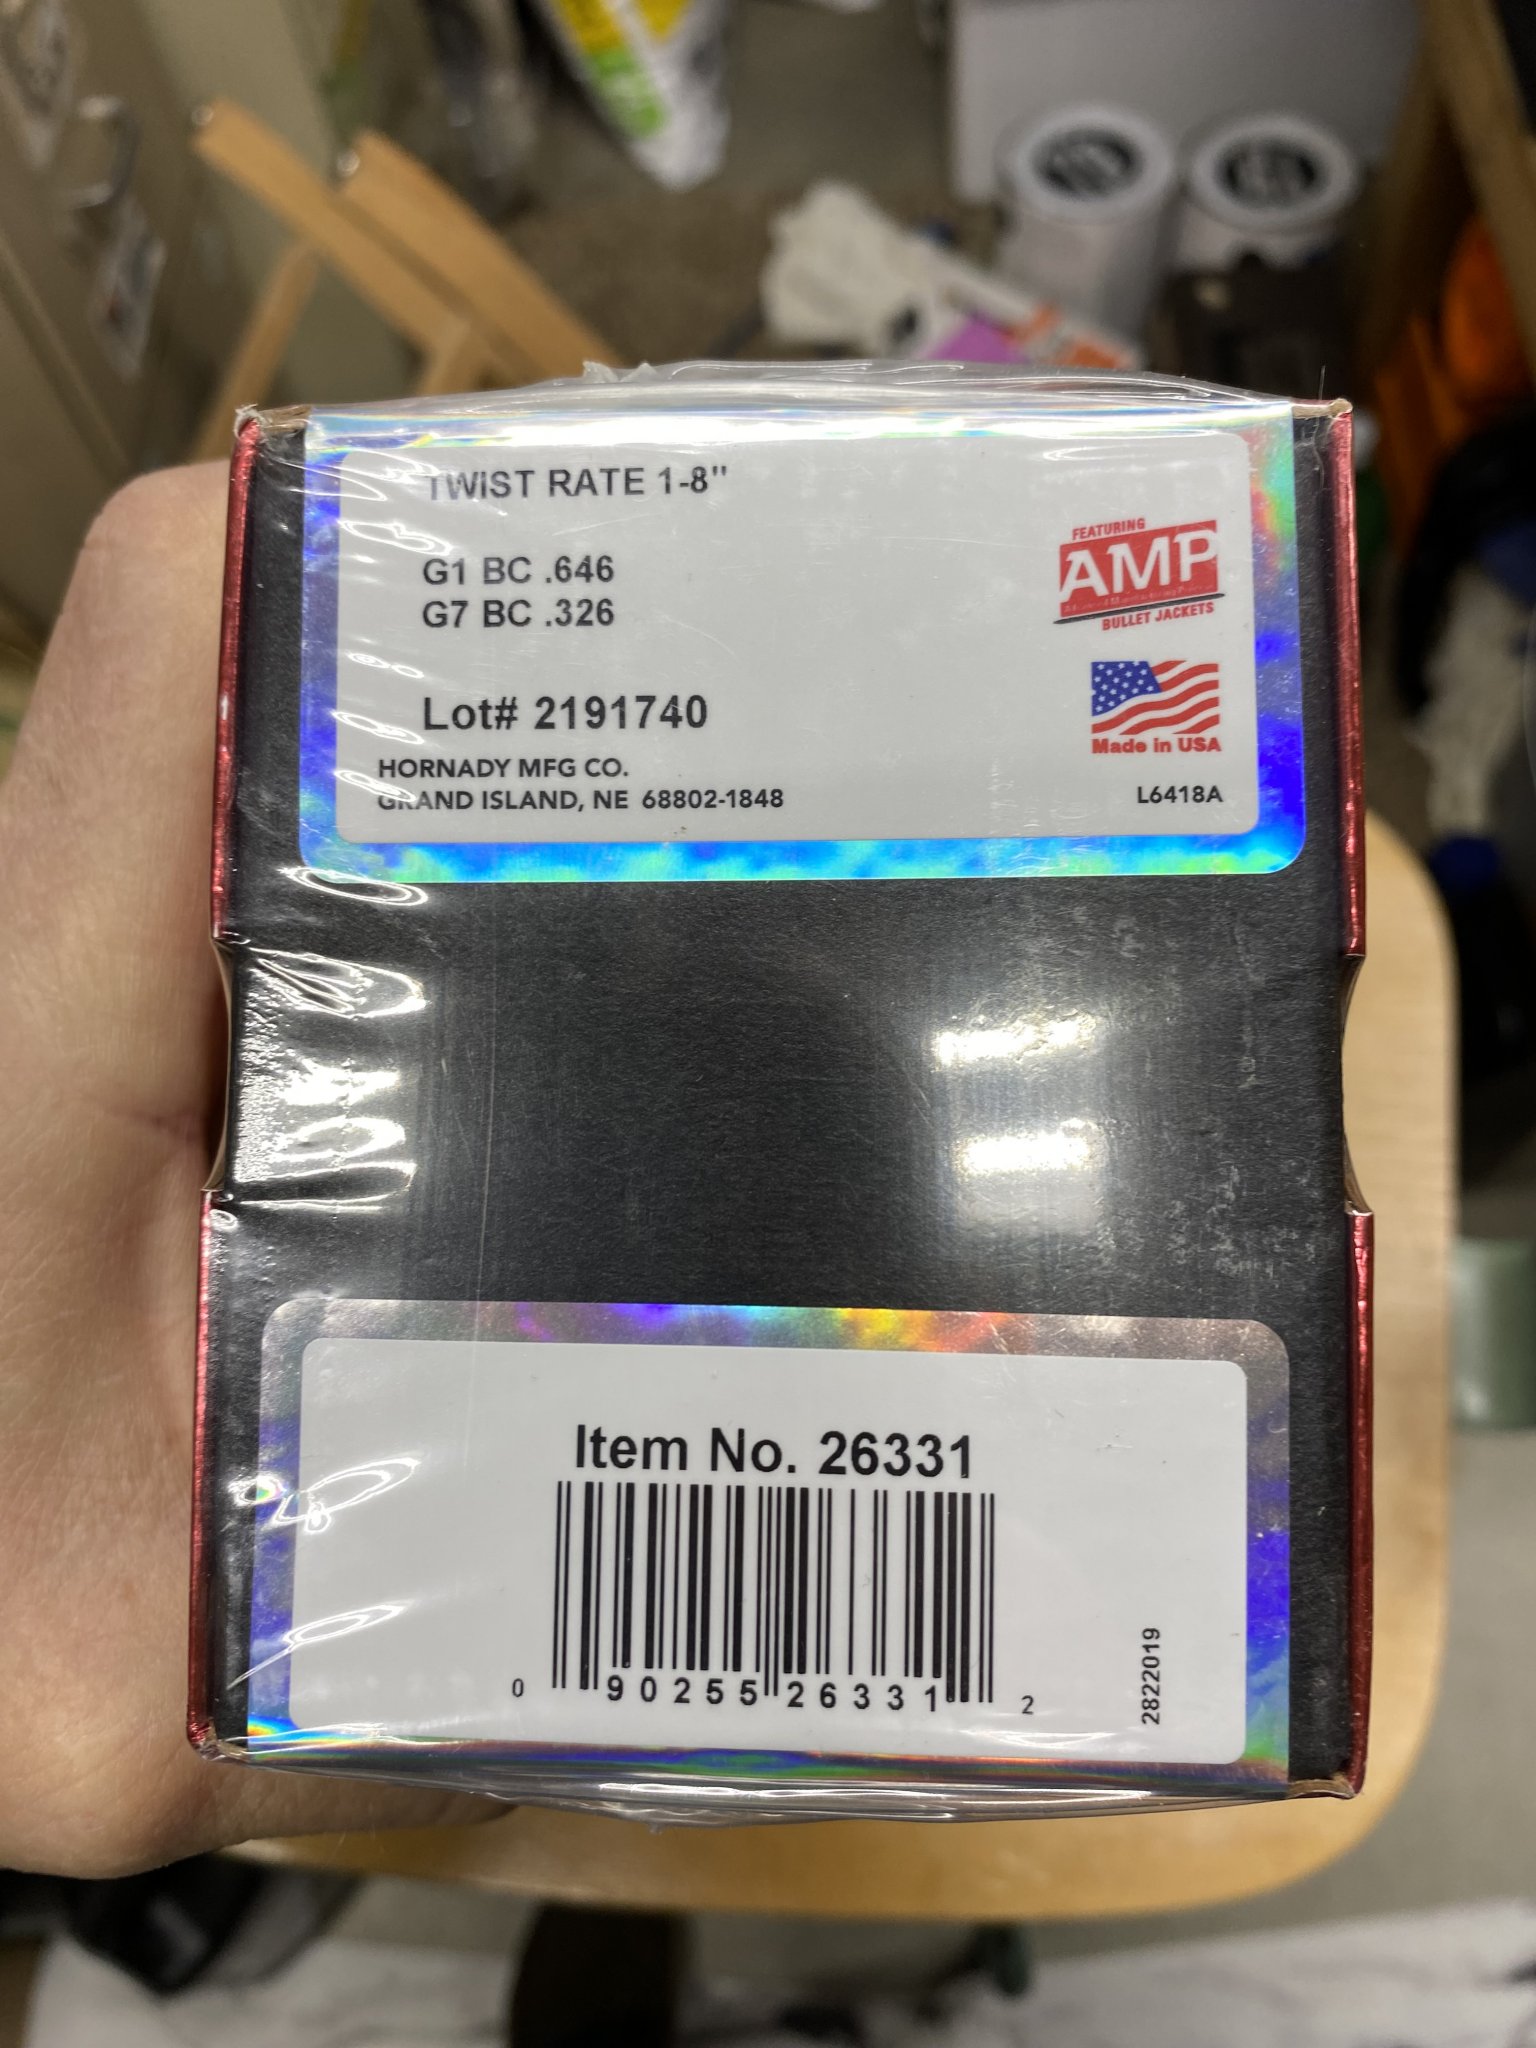 TWIST RATE 1-8"
G1 BC .646
G7 BC .326
Lot# 2191740
HORNADY MFG CO.
GRAND ISLAND, NE 68802-1848
FEATURING
AMP
BULLET JACKETS
Made in USA
L6418A
Item No. 26331
0 90255 26331 2
2822019